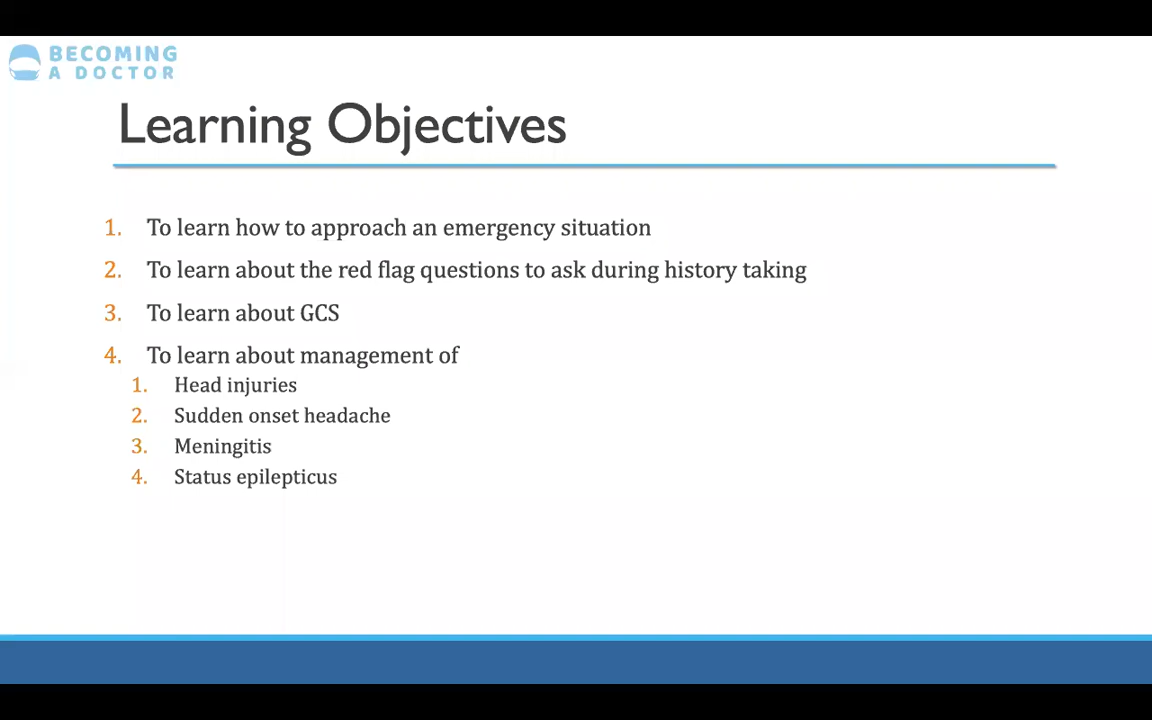 BECOMING
A DOCTOR
Learning Objectives
1. To learn how to approach an emergency situation
2. To learn about the red flag questions to ask during history taking
3. To learn about GCS
4. To learn about management of
1. Head injuries
2. Sudden onset headache
3. Meningitis
4. Status epilepticus